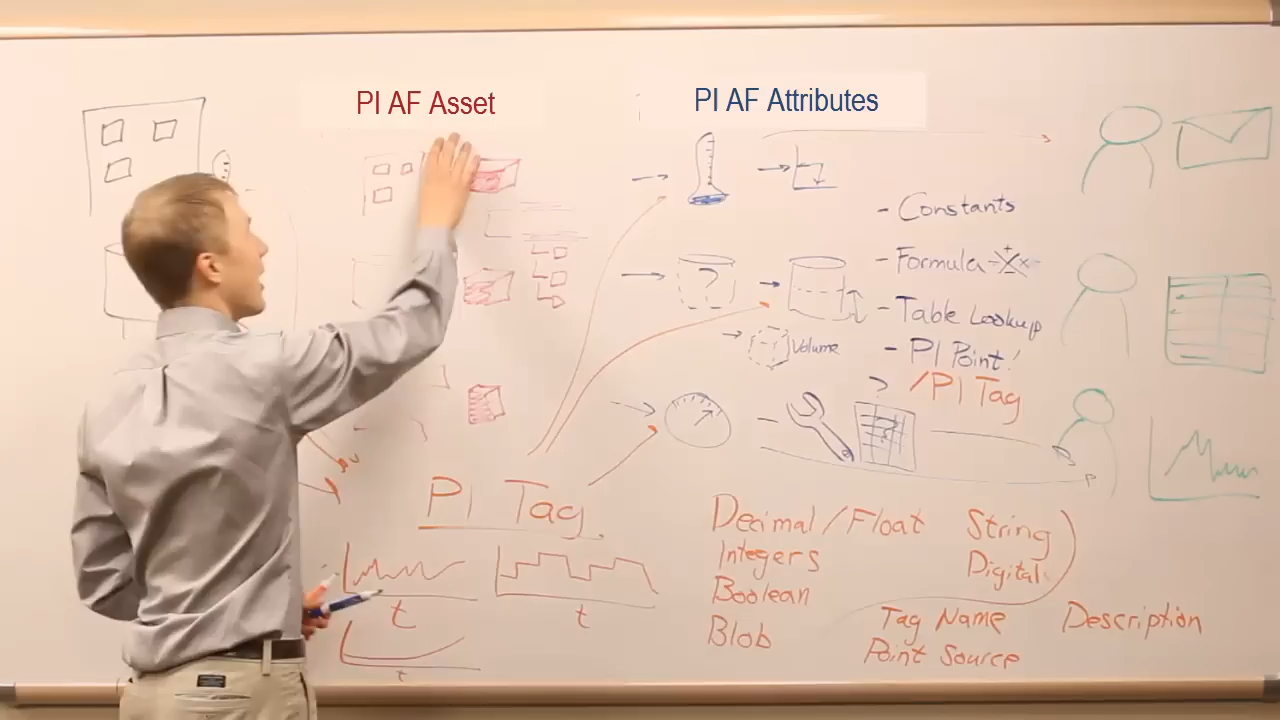 PI AF Asset
PI AF Attributes
- Constants
- Formula
- Table Lookup
- PI Point!
/PI Tag
?
Volume
?
PI Tag
t
t
t
Decimal / Float
Integers
Boolean
Blob
String
Digital
Tag Name
Point Source
Description
P